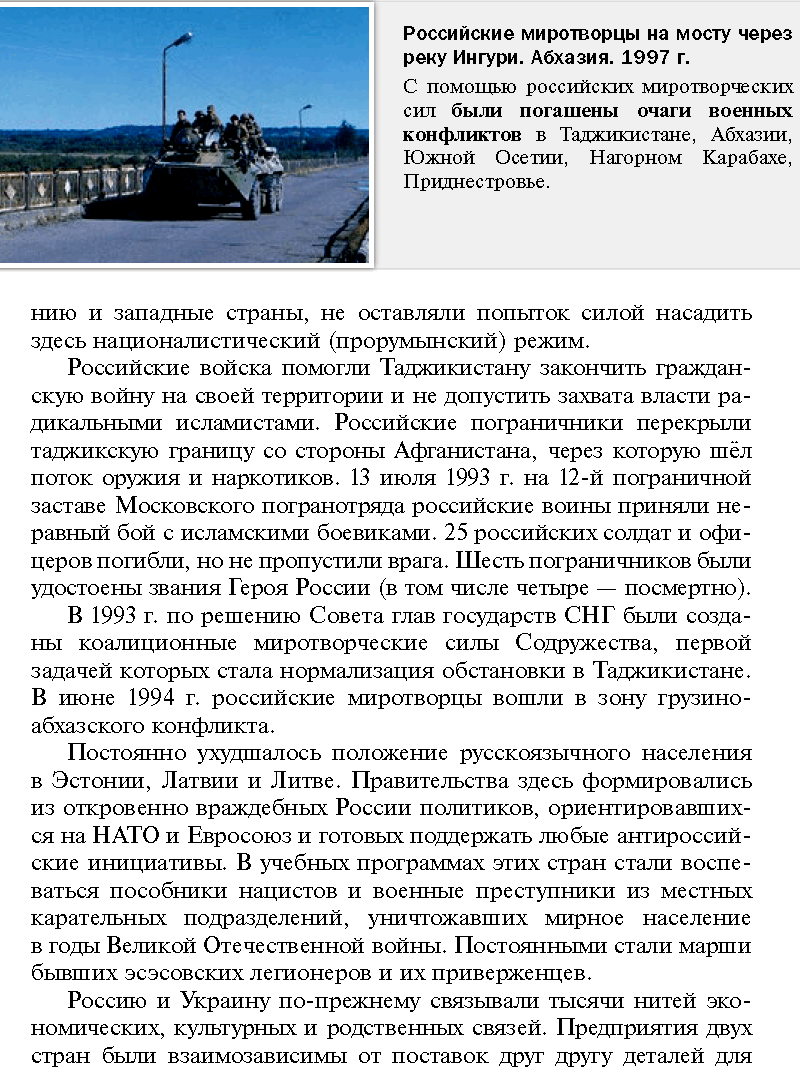 Российские миротворцы на мосту через
реку Ингури. Абхазия. 1997 г.
С помощью российских миротворческих
сил были погашены очаги военных
конфликтов в Таджикистане, Абхазии,
Южной Осетии, Нагорном Карабахе,
Приднестровье.
нию и западные страны, не оставляли попыток силой насадить
здесь националистический (прорумынский) режим.
Российские войска помогли Таджикистану закончить граждан-
скую войну на своей территории и не допустить захвата власти ра-
дикальными исламистами. Российские пограничники перекрыли
таджикскую границу со стороны Афганистана, через которую шёл
поток оружия и наркотиков. 13 июля 1993 г. на 12-й пограничной
заставе Московского погранотряда российские воины приняли не-
равный бой с исламскими боевиками. 25 российских солдат и офи-
церов погибли, но не пропустили врага. Шесть пограничников были
удостоены звания Героя России (в том числе четыре — посмертно).
В 1993 г. по решению Совета глав государств СНГ были созда-
ны коалиционные миротворческие силы Содружества, первой
задачей которых стала нормализация обстановки в Таджикистане.
В июне 1994 г. российские миротворцы вошли в зону грузино-
абхазского конфликта.
Постоянно ухудшалось положение русскоязычного населения
в Эстонии, Латвии и Литве. Правительства здесь формировались
из откровенно враждебных России политиков, ориентировавших-
ся на НАТО и Евросоюз и готовых поддержать любые антироссий-
ские инициативы. В учебных программах этих стран стали воспе-
ваться пособники нацистов и военные преступники из местных
карательных подразделений, уничтожавших мирное население
в годы Великой Отечественной войны. Постоянными стали марши
бывших эсэсовских легионеров и их приверженцев.
Россию и Украину по-прежнему связывали тысячи нитей эко-
номических, культурных и родственных связей. Предприятия двух
стран были взаимозависимы от поставок друг другу деталей для